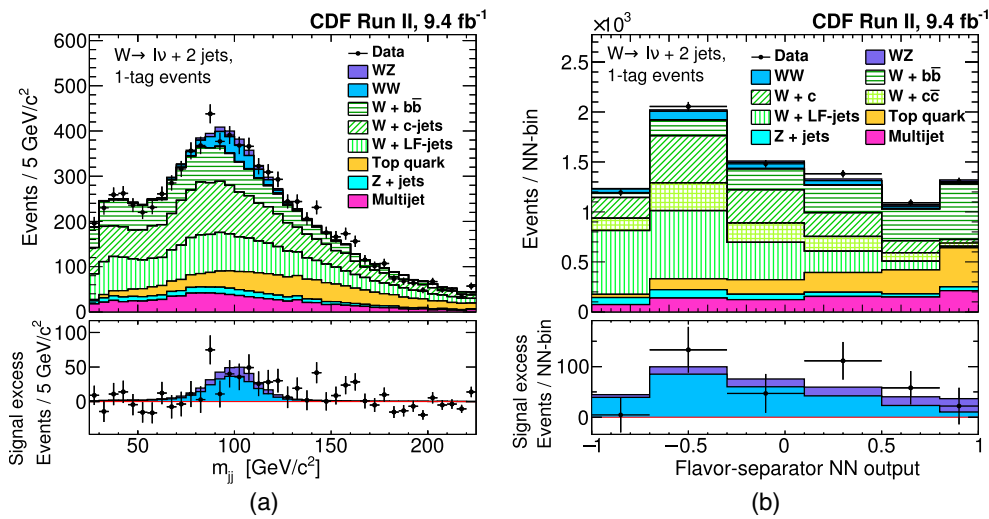 CDF Run II, 9.4 fb⁻¹
W→ lν + 2 jets,
1-tag events
Data
WZ
WW
W + bb̅
W + c-jets
W + LF-jets
Top quark
Z + jets
Multijet
Events / 5 GeV/c²
600
500
400
300
200
100
0
Signal excess
Events / 5 GeV/c²
100
50
0
50 100 150 200
m_jj [GeV/c²]
(a)
CDF Run II, 9.4 fb⁻¹
×10³
W→ lν + 2 jets,
1-tag events
Data WZ
WW W + bb̅
W + c W + cc̅
W + LF-jets Top quark
Z + jets Multijet
Events / NN-bin
2.5
2
1.5
1
0.5
0
Signal excess
Events / NN-bin
100
0
−1 −0.5 0 0.5 1
Flavor-separator NN output
(b)